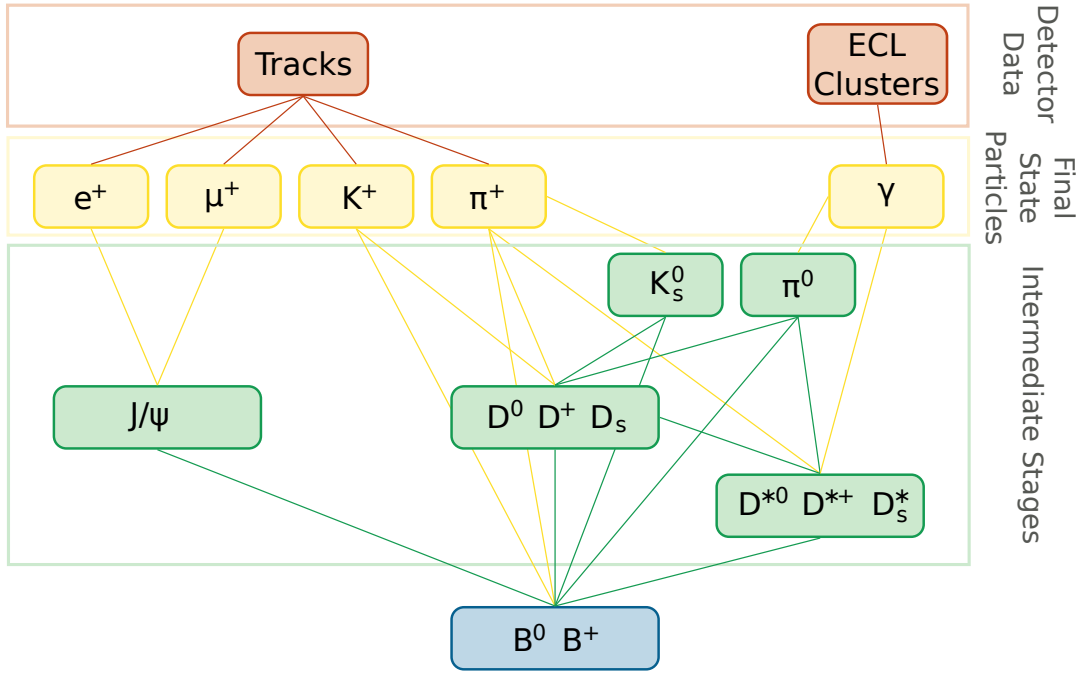 Tracks
ECL
Clusters
Detector
Data
e⁺
μ⁺
K⁺
π⁺
γ
Final
State
Particles
K⁰ₛ
π⁰
J/ψ
D⁰ D⁺ Dₛ
D*⁰ D*⁺ D*ₛ
Intermediate Stages
B⁰ B⁺